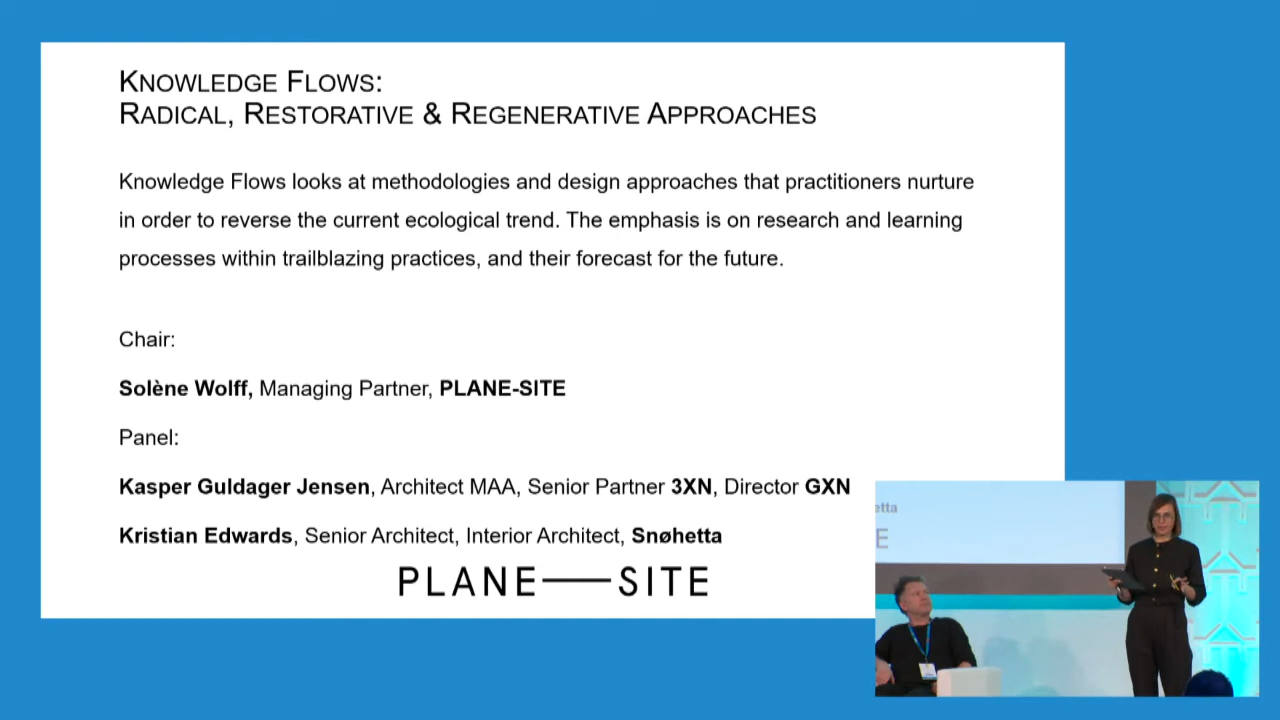 KNOWLEDGE FLOWS:
RADICAL, RESTORATIVE & REGENERATIVE APPROACHES
Knowledge Flows looks at methodologies and design approaches that practitioners nurture
in order to reverse the current ecological trend. The emphasis is on research and learning
processes within trailblazing practices, and their forecast for the future.
Chair:
Solène Wolff, Managing Partner, PLANE-SITE
Panel:
Kasper Guldager Jensen, Architect MAA, Senior Partner 3XN, Director GXN
Kristian Edwards, Senior Architect, Interior Architect, Snøhetta
PLANE—SITE
etta
E